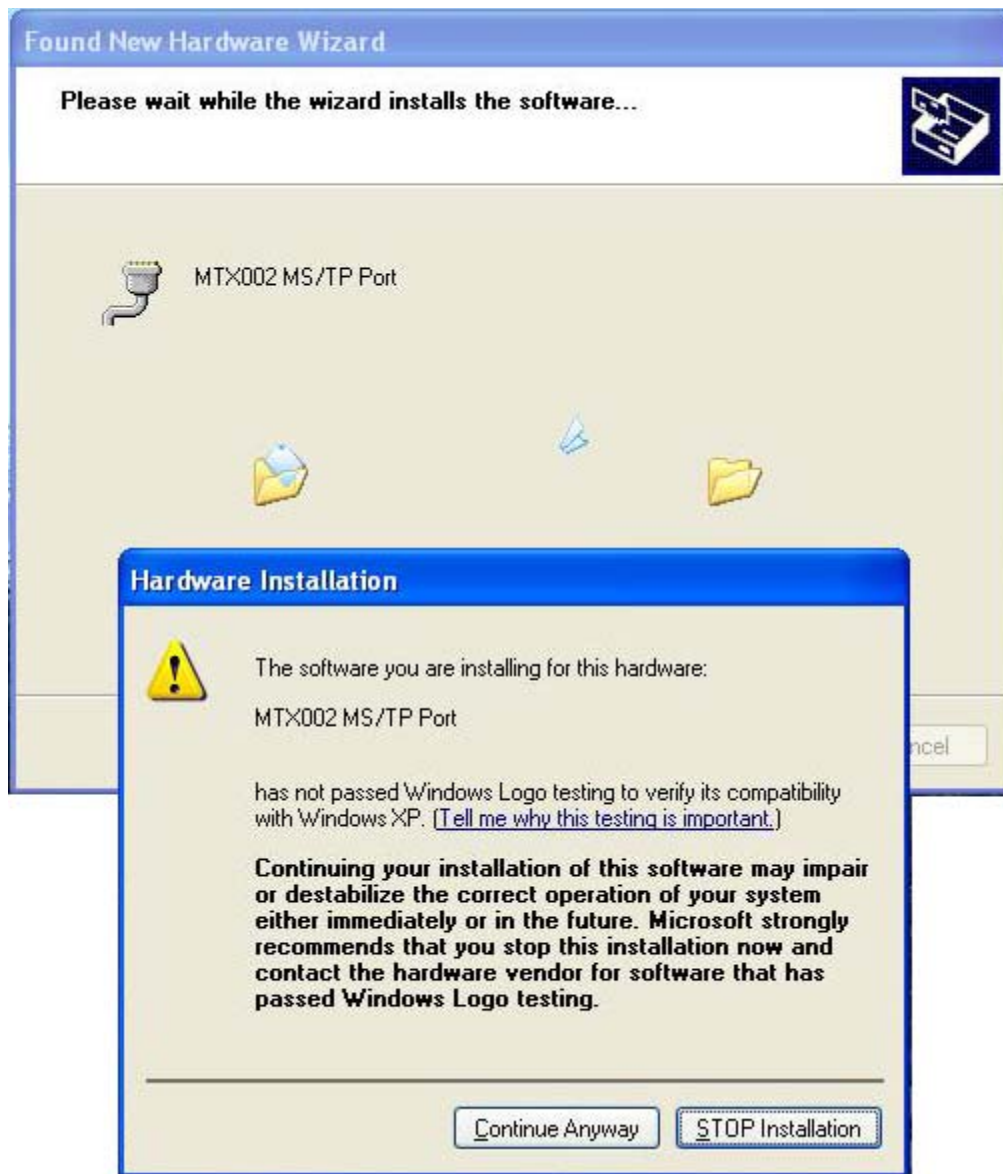 Found New Hardware Wizard
Please wait while the wizard installs the software...
MTX002 MS/TP Port
Hardware Installation
The software you are installing for this hardware:
MTX002 MS/TP Port
ncel
has not passed Windows Logo testing to verify its compatibility
with Windows XP. (Tell me why this testing is important.)
Continuing your installation of this software may impair
or destabilize the correct operation of your system
either immediately or in the future. Microsoft strongly
recommends that you stop this installation now and
contact the hardware vendor for software that has
passed Windows Logo testing.
Continue Anyway
STOP Installation